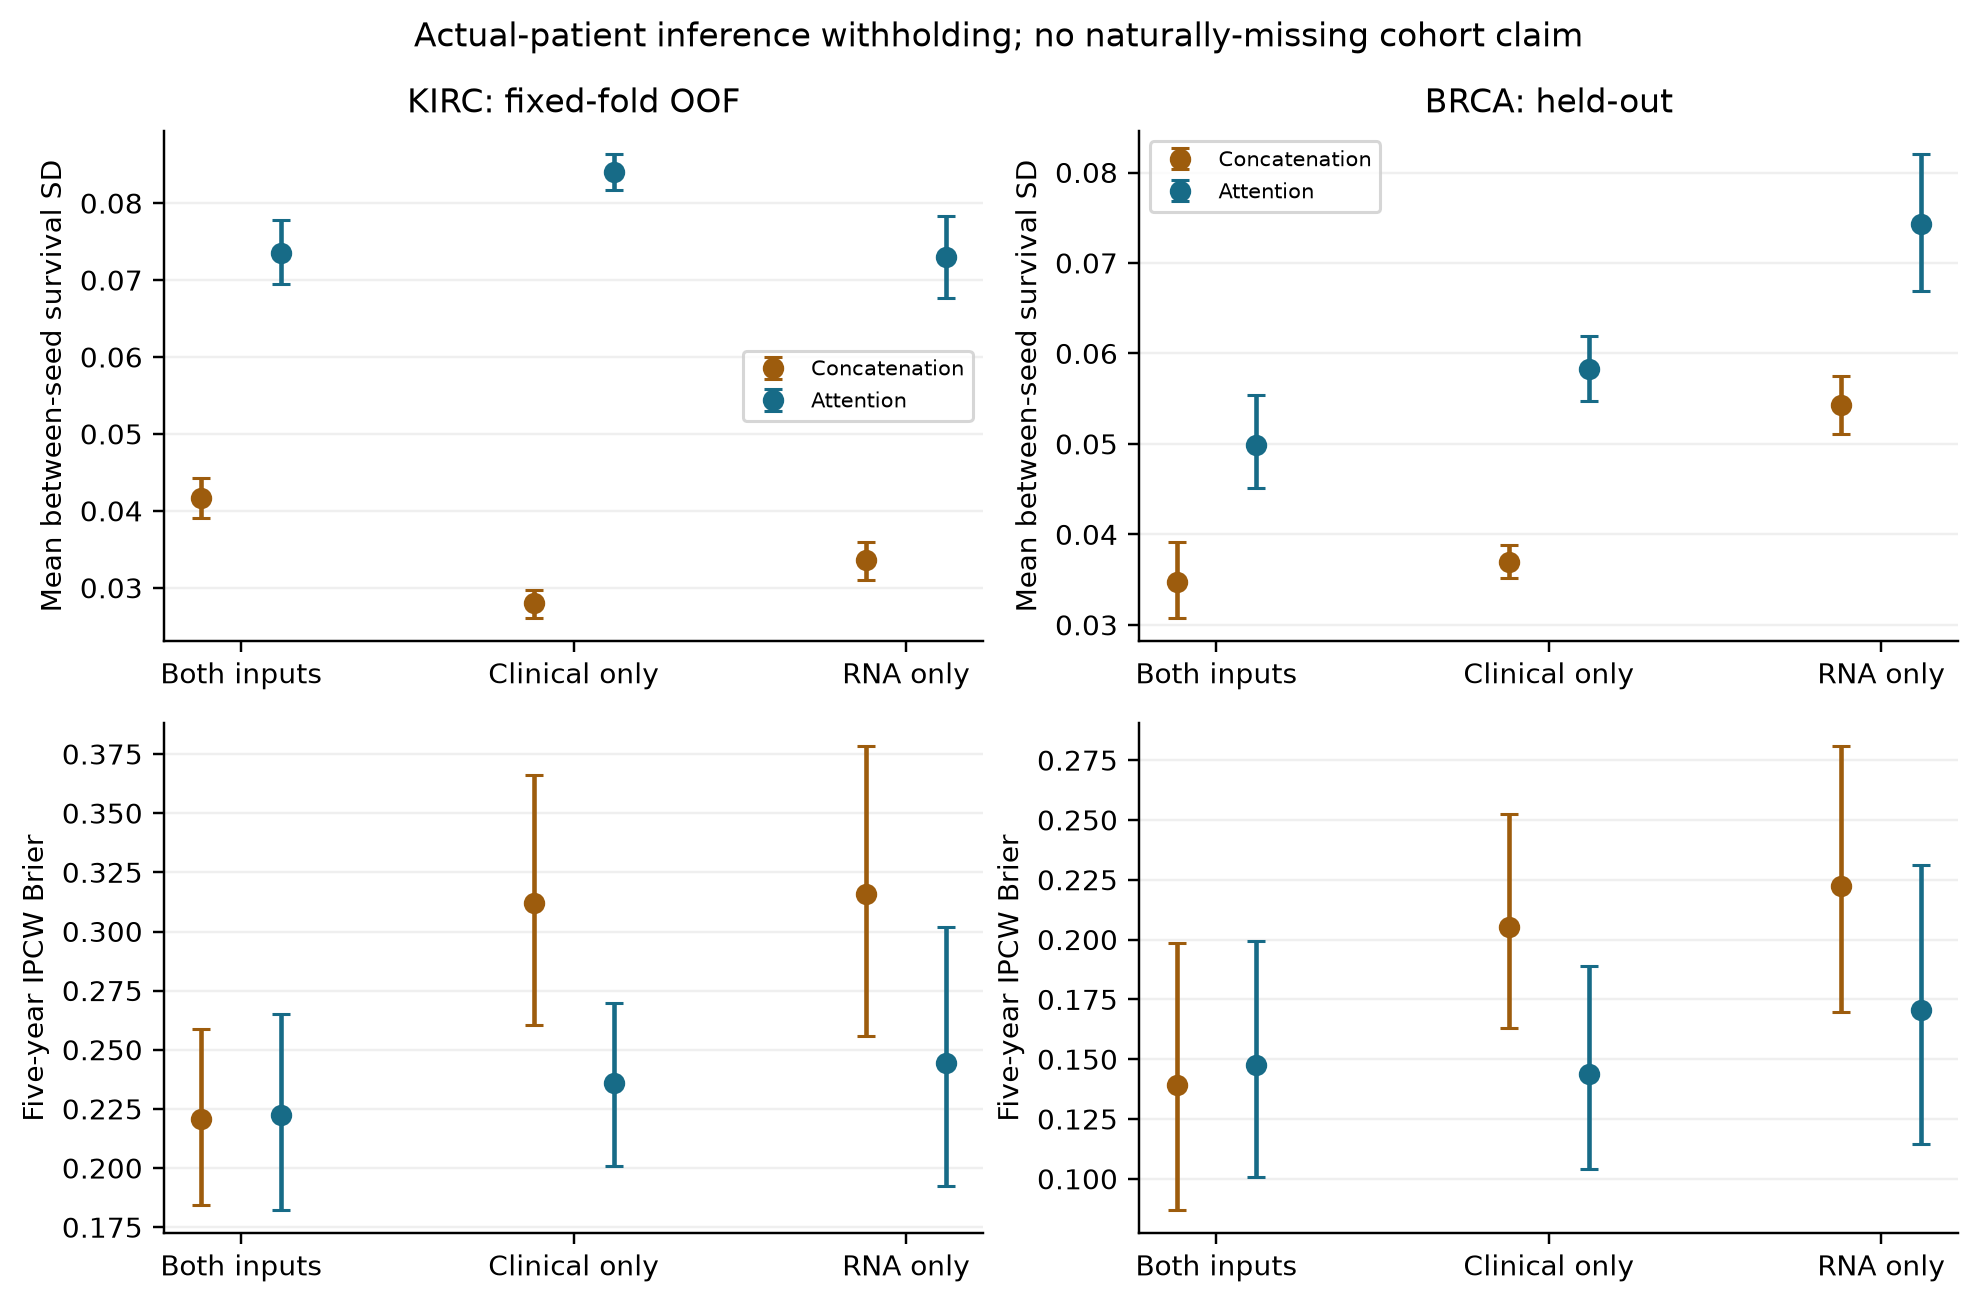 Actual-patient inference withholding; no naturally-missing cohort claim
KIRC: fixed-fold OOF
Mean between-seed survival SD
0.08
0.07
0.06
0.05
0.04
0.03
Concatenation
Attention
Both inputs
Clinical only
RNA only
BRCA: held-out
Mean between-seed survival SD
0.08
0.07
0.06
0.05
0.04
0.03
Concatenation
Attention
Both inputs
Clinical only
RNA only
Five-year IPCW Brier
0.375
0.350
0.325
0.300
0.275
0.250
0.225
0.200
0.175
Both inputs
Clinical only
RNA only
Five-year IPCW Brier
0.275
0.250
0.225
0.200
0.175
0.150
0.125
0.100
Both inputs
Clinical only
RNA only